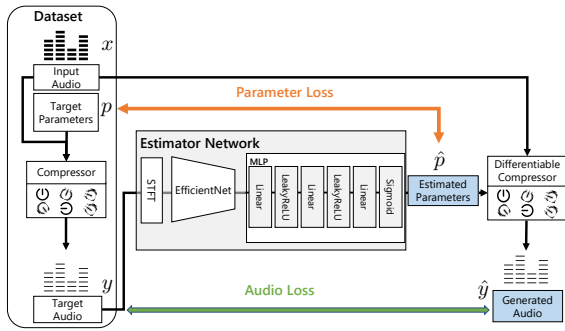 Dataset
x
Input
Audio
Target
Parameters
p
Parameter Loss
Compressor
Estimator Network
STFT
EfficientNet
MLP
Linear
LeakyReLU
Linear
LeakyReLU
Linear
Sigmoid
p̂
Estimated
Parameters
Differentiable
Compressor
y
Target
Audio
Audio Loss
ŷ
Generated
Audio